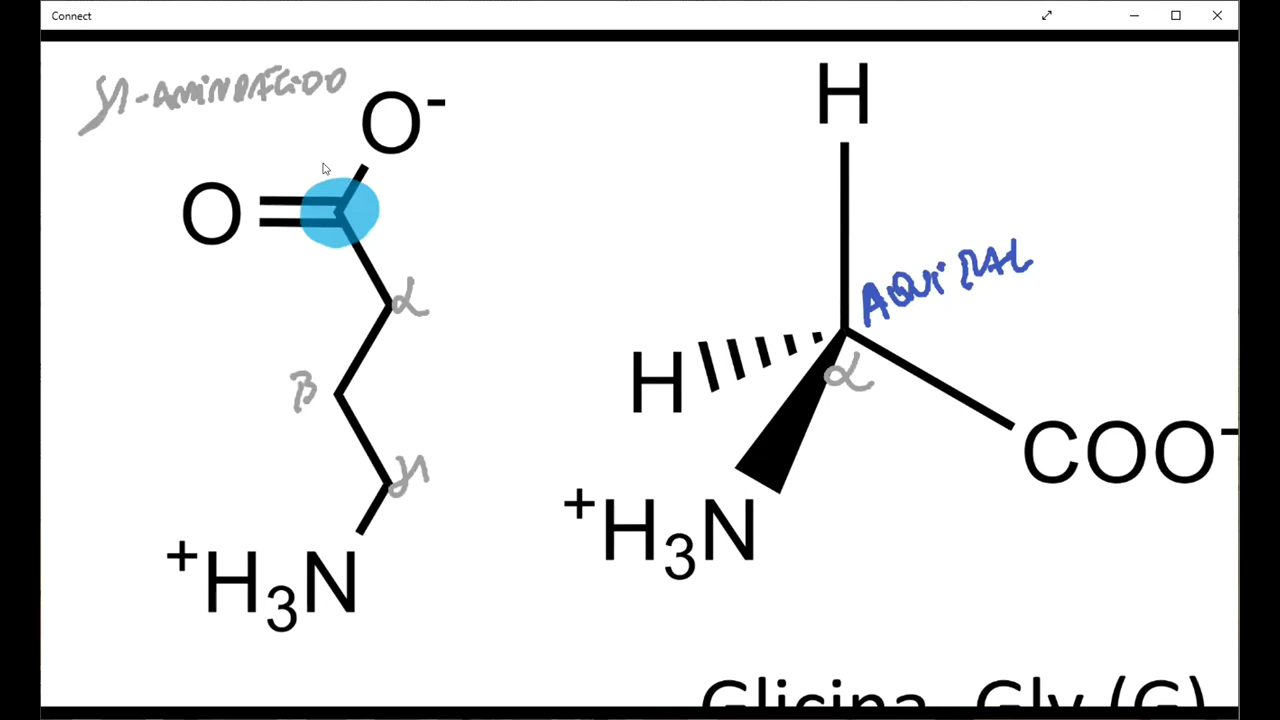 Connect
γ-AMINOÁCIDO
O⁻
O
α
β
γ
⁺H₃N
H
AQUIRAL
H
α
COO⁻
⁺H₃N
Glicina, Gly (G)